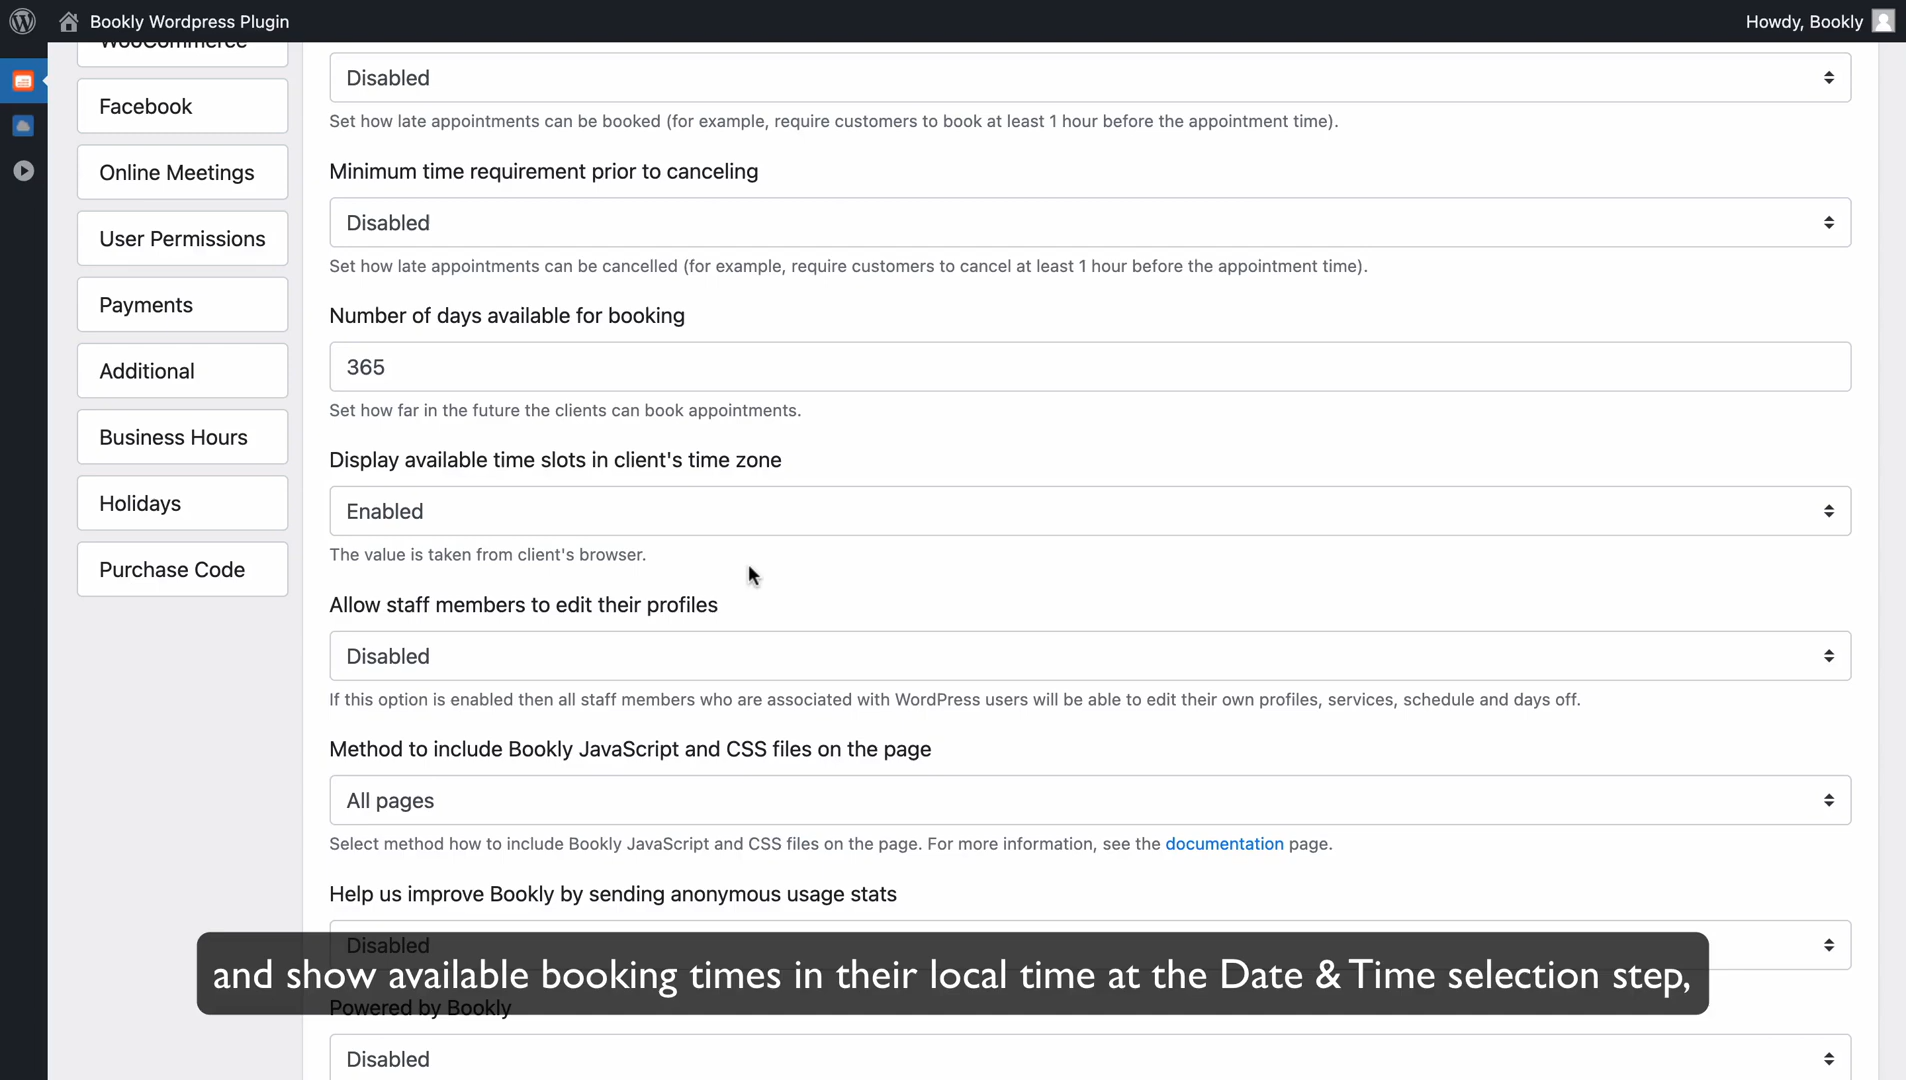 Bookly Wordpress Plugin
Howdy, Bookly
WooCommerce
Facebook
Online Meetings
User Permissions
Payments
Additional
Business Hours
Holidays
Purchase Code
Disabled
Set how late appointments can be booked (for example, require customers to book at least 1 hour before the appointment time).
Minimum time requirement prior to canceling
Disabled
Set how late appointments can be cancelled (for example, require customers to cancel at least 1 hour before the appointment time).
Number of days available for booking
365
Set how far in the future the clients can book appointments.
Display available time slots in client's time zone
Enabled
The value is taken from client's browser.
Allow staff members to edit their profiles
Disabled
If this option is enabled then all staff members who are associated with WordPress users will be able to edit their own profiles, services, schedule and days off.
Method to include Bookly JavaScript and CSS files on the page
All pages
Select method how to include Bookly JavaScript and CSS files on the page. For more information, see the documentation page.
Help us improve Bookly by sending anonymous usage stats
Disabled
and show available booking times in their local time at the Date & Time selection step,
Powered by Bookly
Disabled